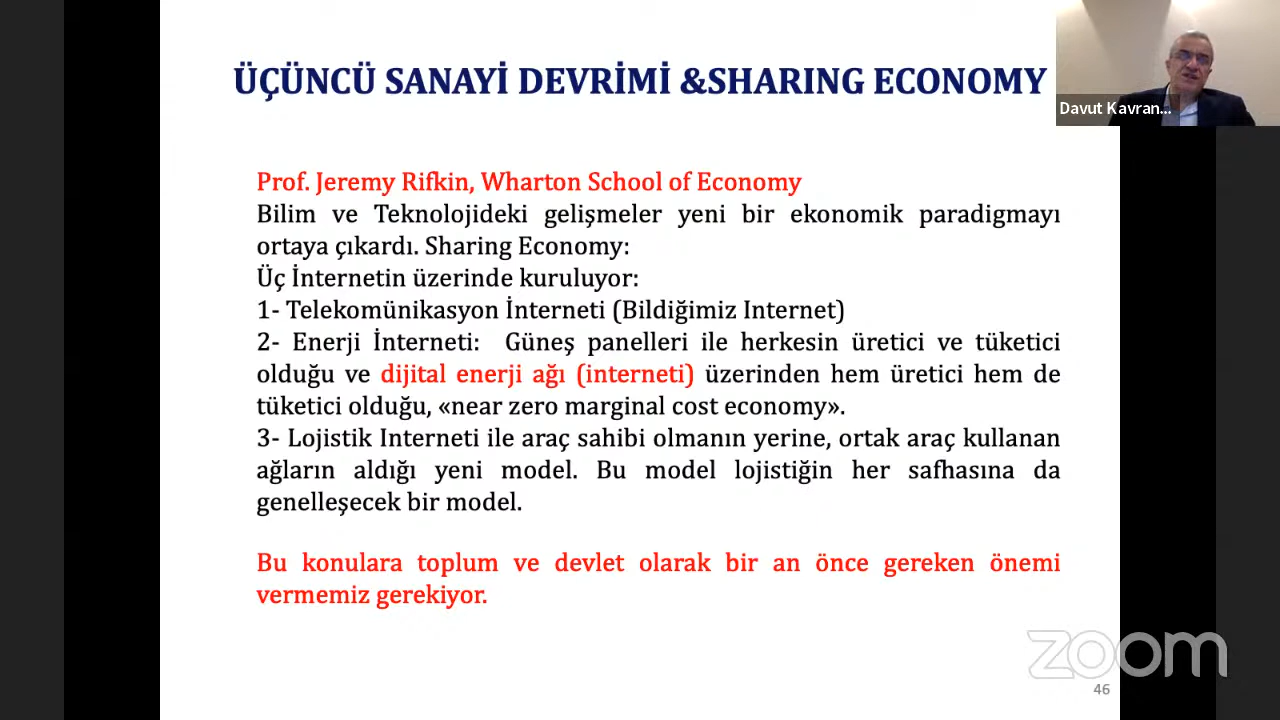 ÜÇÜNCÜ SANAYİ DEVRİMİ &SHARING ECONOMY
Davut Kavran...
Prof. Jeremy Rifkin, Wharton School of Economy
Bilim ve Teknolojideki gelişmeler yeni bir ekonomik paradigmayı
ortaya çıkardı. Sharing Economy:
Üç İnternetin üzerinde kuruluyor:
1- Telekomünikasyon İnterneti (Bildiğimiz Internet)
2- Enerji İnterneti: Güneş panelleri ile herkesin üretici ve tüketici
olduğu ve dijital enerji ağı (interneti) üzerinden hem üretici hem de
tüketici olduğu, «near zero marginal cost economy».
3- Lojistik Interneti ile araç sahibi olmanın yerine, ortak araç kullanan
ağların aldığı yeni model. Bu model lojistiğin her safhasına da
genelleşecek bir model.
Bu konulara toplum ve devlet olarak bir an önce gereken önemi
vermemiz gerekiyor.
zoom
46